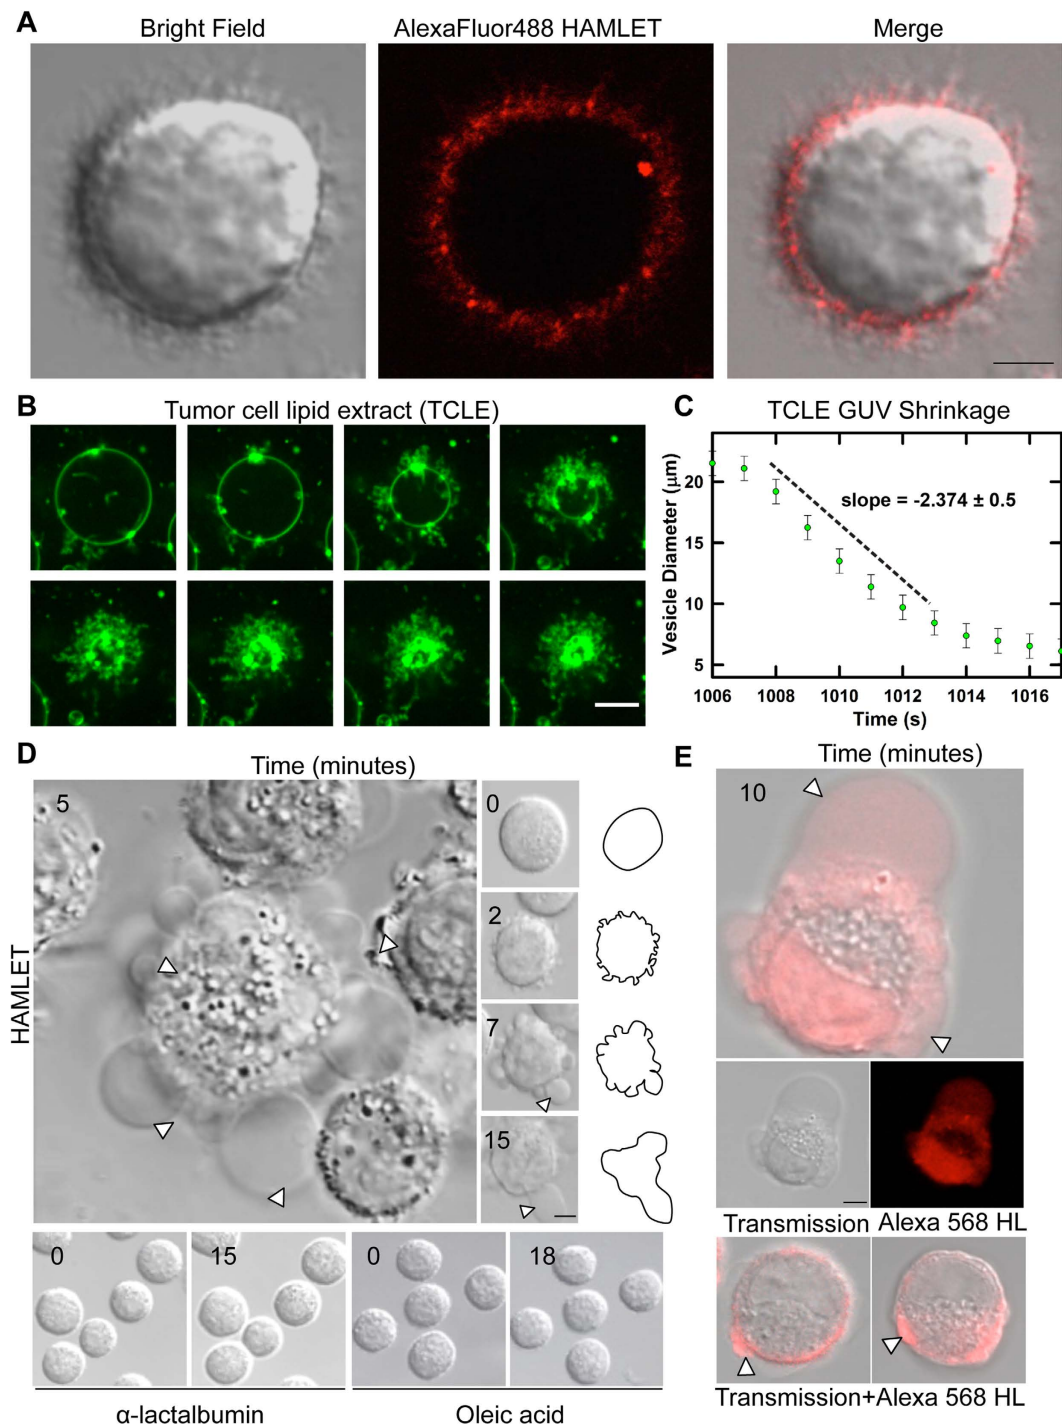 A
Bright Field
AlexaFluor488 HAMLET
Merge
B
Tumor cell lipid extract (TCLE)
C
TCLE GUV Shrinkage
20
15
10
5
Vesicle Diameter (µm)
slope = -2.374 ± 0.5
1006
1008
1010
1012
1014
1016
Time (s)
D
Time (minutes)
HAMLET
5
0
2
7
15
0
15
0
18
α-lactalbumin
Oleic acid
E
Time (minutes)
10
Transmission
Alexa 568 HL
Transmission+Alexa 568 HL